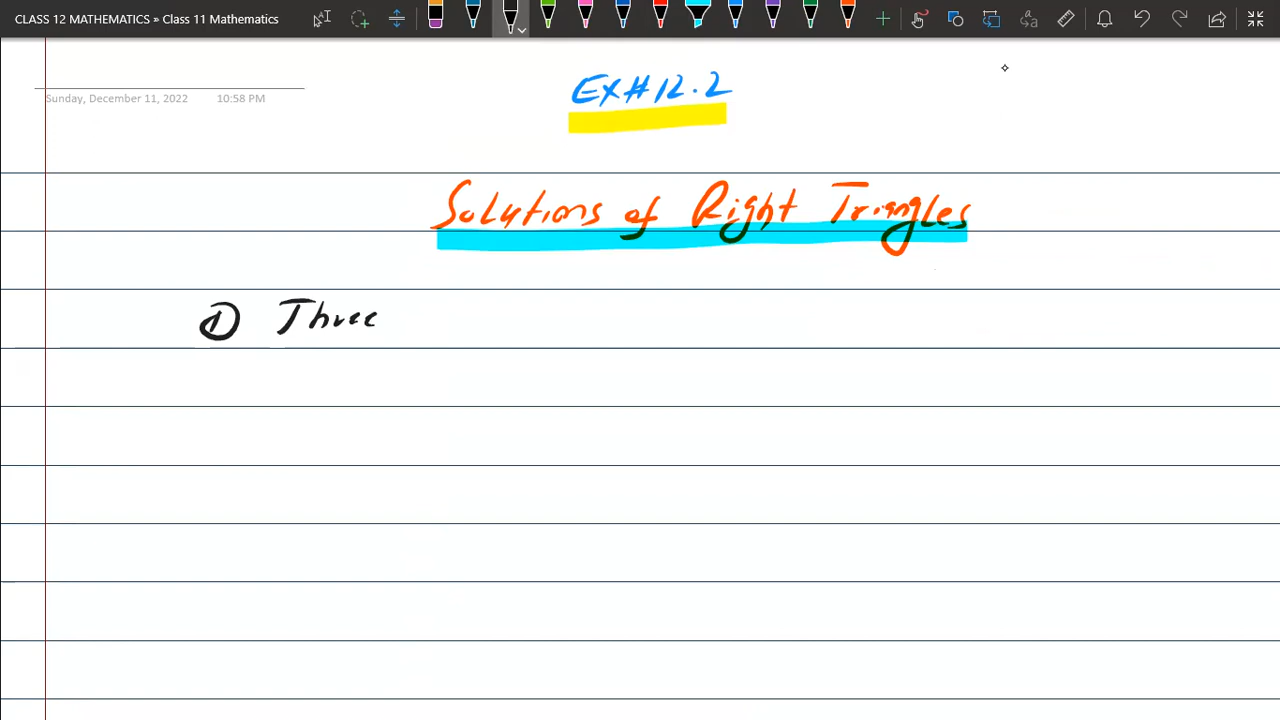 CLASS 12 MATHEMATICS » Class 11 Mathematics
Sunday, December 11, 2022 10:58 PM
EX#12.2
Solutions of Right Triangles
① Three